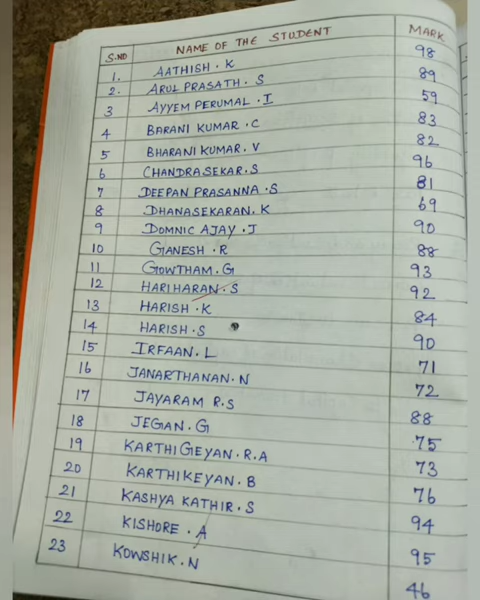 S.NO NAME OF THE STUDENT MARK
1. AATHISH . K 98
2. ARUL PRASATH . S 89
3 AYYEM PERUMAL . I 59
4 BARANI KUMAR . C 83
5 BHARANI KUMAR . V 82
6 CHANDRASEKAR . S 96
7 DEEPAN PRASANNA . S 81
8 DHANASEKARAN . K 69
9 DOMNIC AJAY . J 90
10 GANESH . R 88
11 GOWTHAM . G 93
12 HARIHARAN . S 92
13 HARISH . K 84
14 HARISH . S 90
15 IRFAAN . L 71
16 JANARTHANAN . N 72
17 JAYARAM R . S 88
18 JEGAN . G 75
19 KARTHIGEYAN . R . A 73
20 KARTHIKEYAN . B 76
21 KASHYA KATHIR . S 94
22 KISHORE . A 95
23 KOWSHIK . N 46